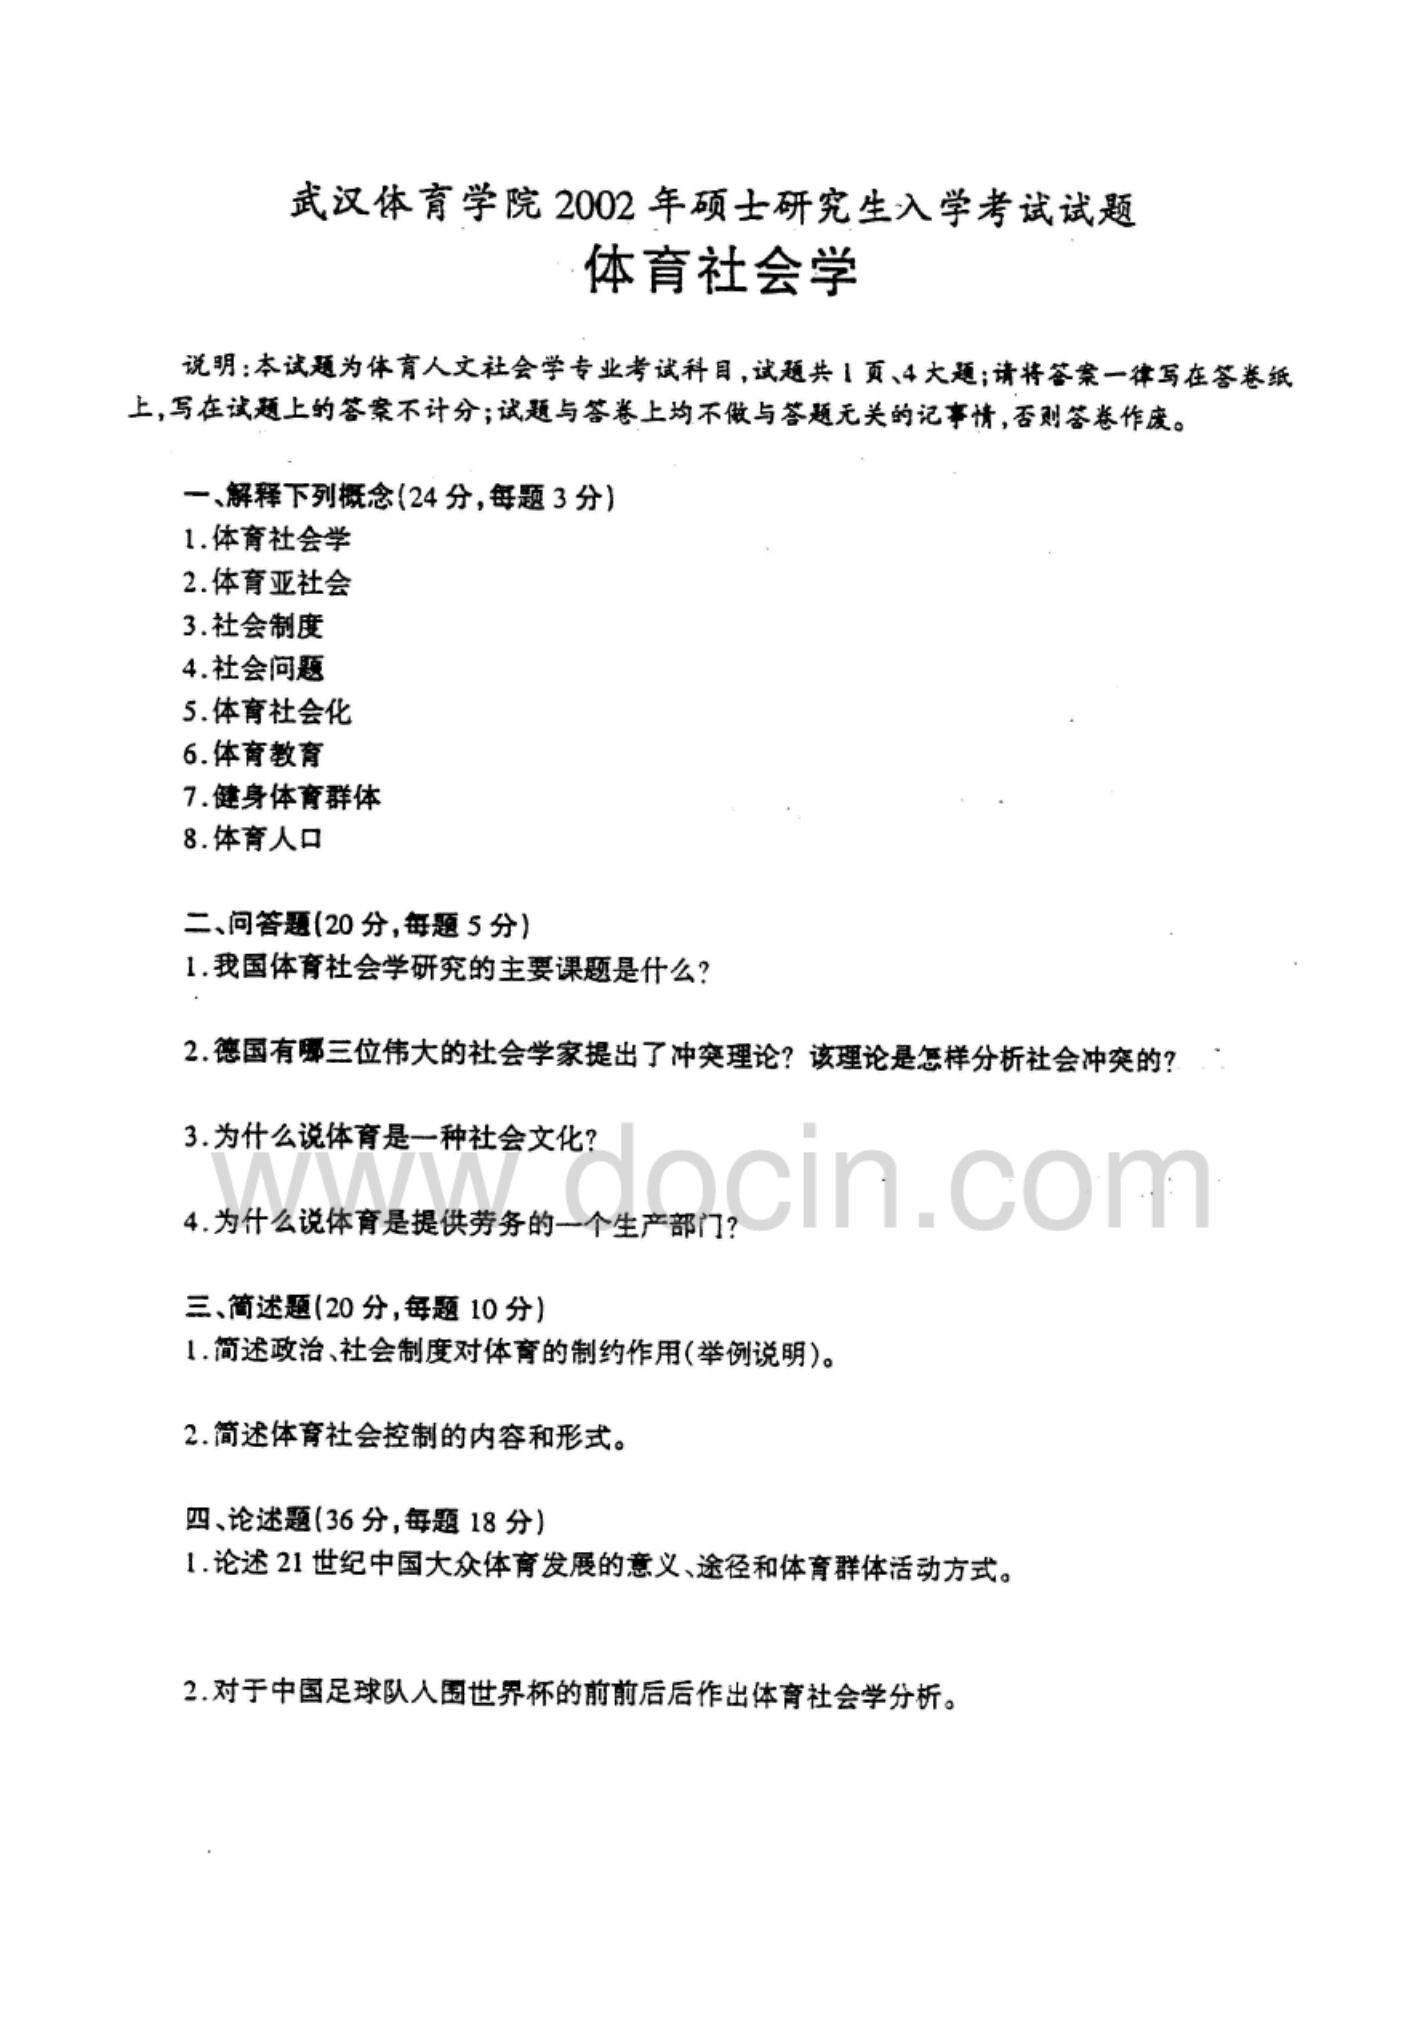 武汉体育学院 2002 年硕士研究生入学考试试题
体育社会学
说明:本试题为体育人文社会学专业考试科目,试题共 1 页、4 大题;请将答案一律写在答卷纸
上,写在试题上的答案不计分;试题与答卷上均不做与答题无关的记事情,否则答卷作废。
一、解释下列概念(24 分,每题 3 分)
1.体育社会学
2.体育亚社会
3.社会制度
4.社会问题
5.体育社会化
6.体育教育
7.健身体育群体
8.体育人口
二、问答题(20 分,每题 5 分)
1.我国体育社会学研究的主要课题是什么?
2.德国有哪三位伟大的社会学家提出了冲突理论? 该理论是怎样分析社会冲突的?
3.为什么说体育是一种社会文化?
www.docin.com
4.为什么说体育是提供劳务的一个生产部门?
三、简述题(20 分,每题 10 分)
1.简述政治、社会制度对体育的制约作用(举例说明)。
2.简述体育社会控制的内容和形式。
四、论述题(36 分,每题 18 分)
1.论述 21 世纪中国大众体育发展的意义、途径和体育群体活动方式。
2.对于中国足球队入围世界杯的前前后后作出体育社会学分析。